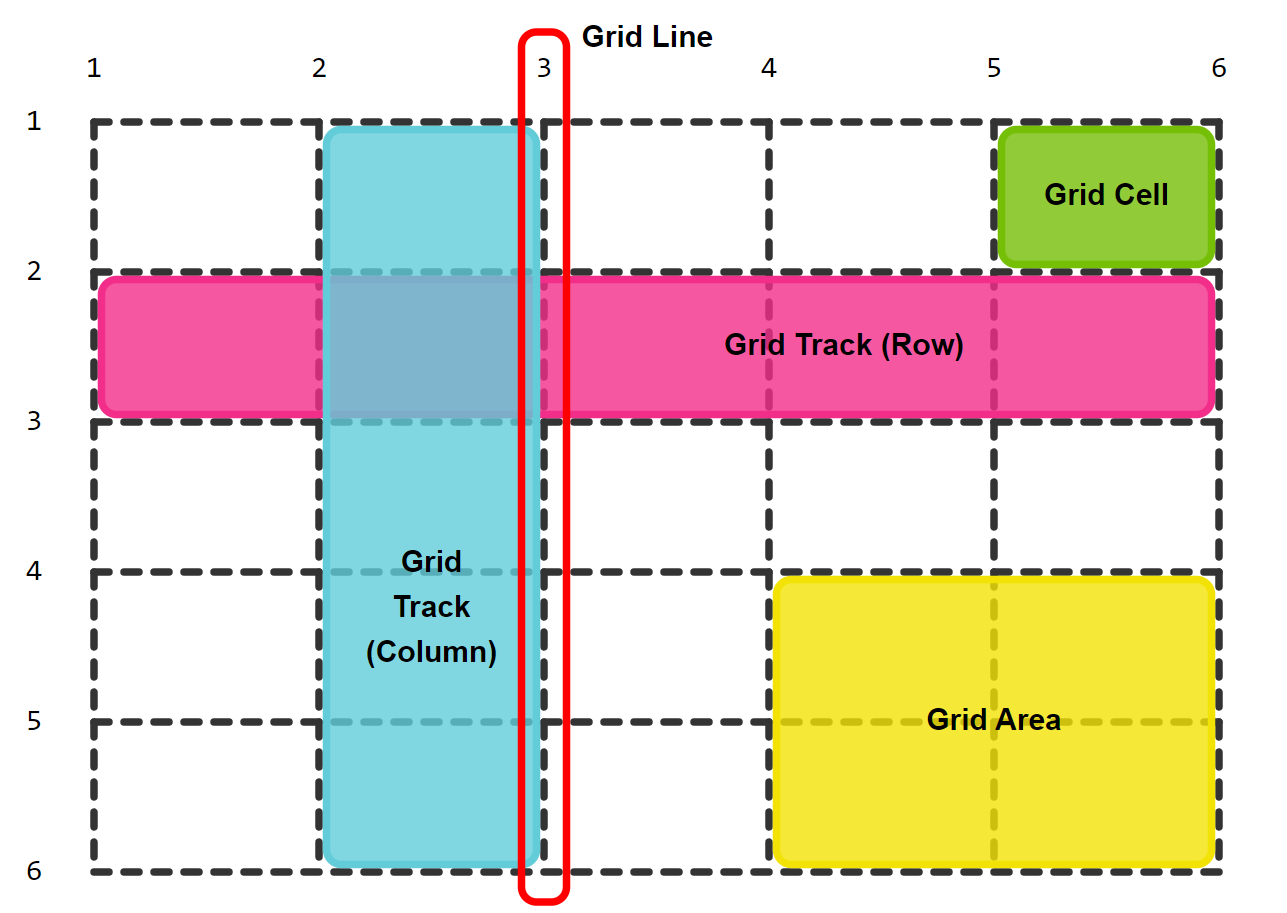 Grid Line
1 2 3 4 5 6
1
Grid Cell
2
Grid Track (Row)
3
Grid
4
Track
(Column)
5
Grid Area
6